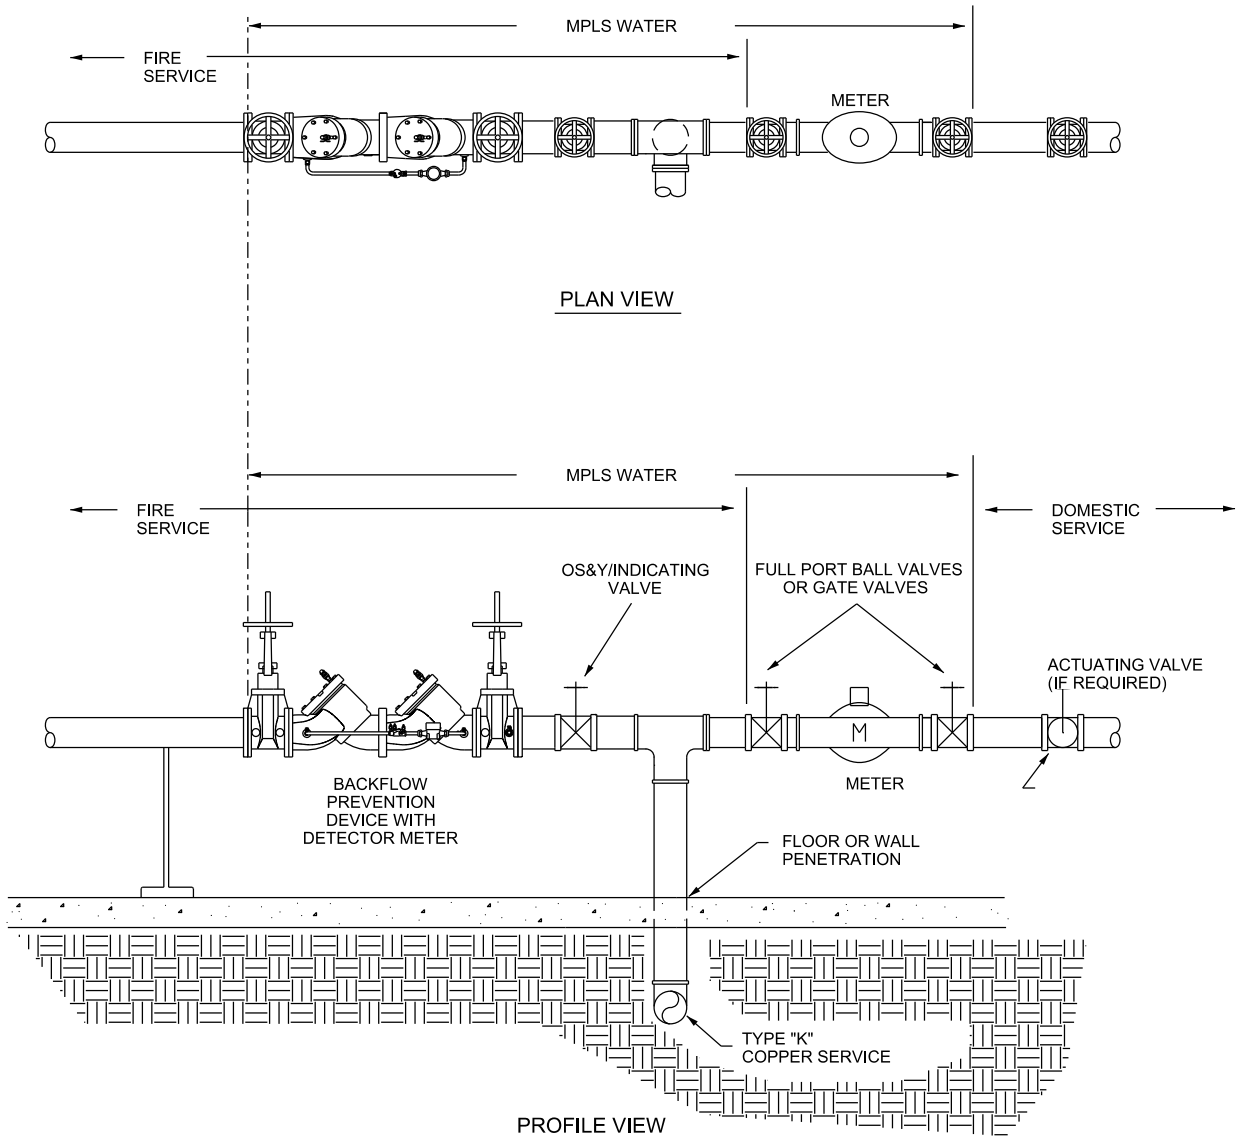 MPLS WATER
FIRE
SERVICE
METER
PLAN VIEW
MPLS WATER
FIRE
SERVICE
DOMESTIC
SERVICE
OS&Y/INDICATING
VALVE
FULL PORT BALL VALVES
OR GATE VALVES
ACTUATING VALVE
(IF REQUIRED)
M
METER
BACKFLOW
PREVENTION
DEVICE WITH
DETECTOR METER
FLOOR OR WALL
PENETRATION
TYPE "K"
COPPER SERVICE
PROFILE VIEW